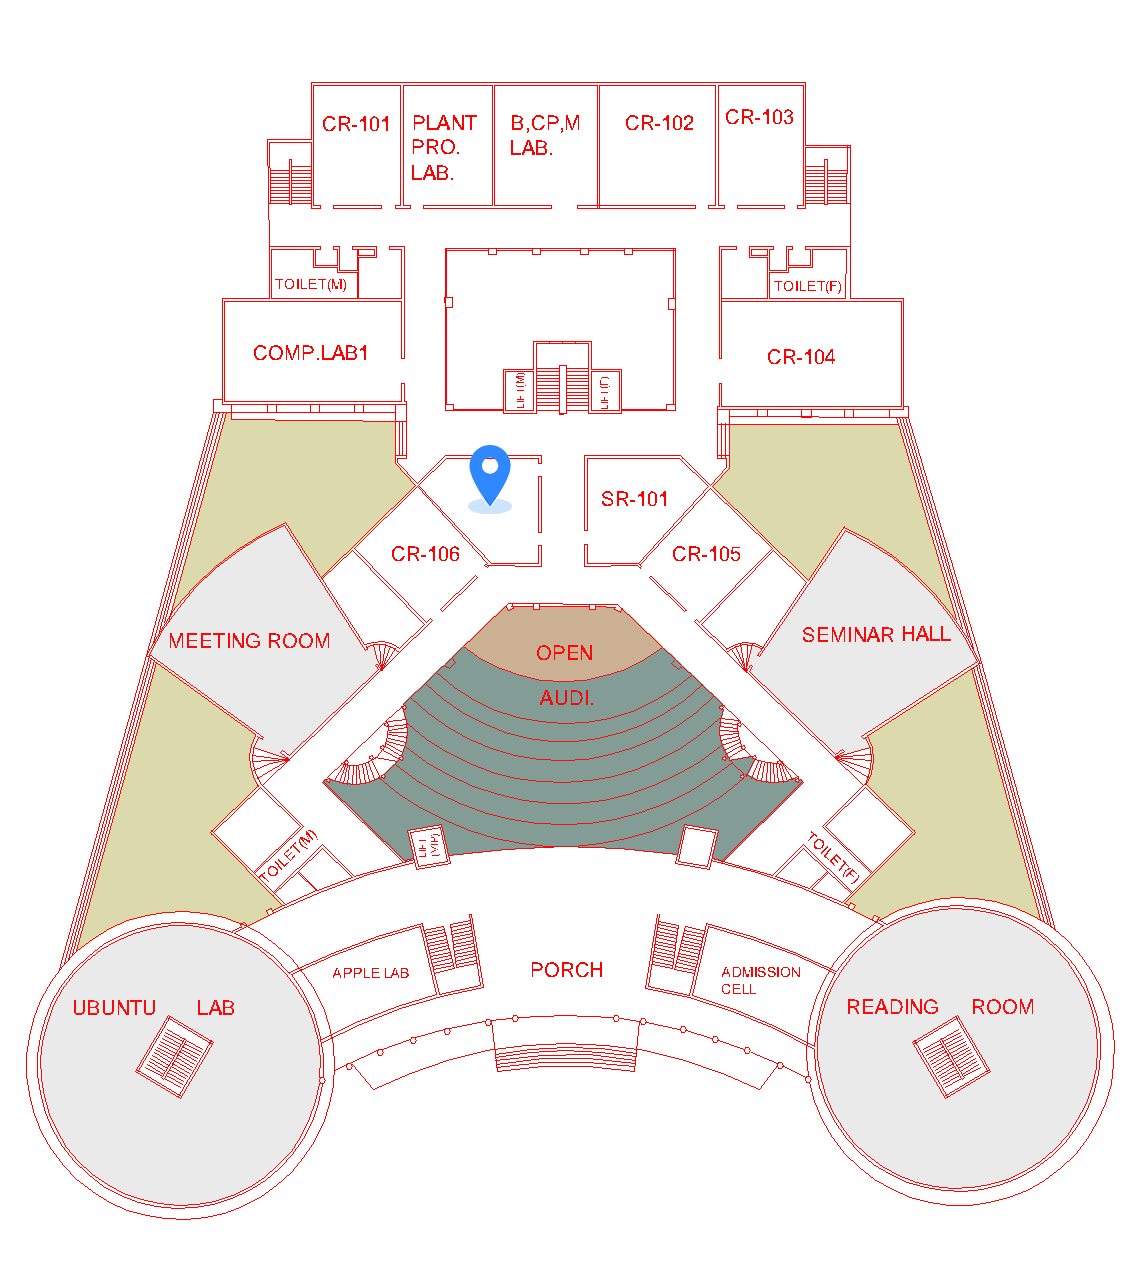 CR-101
PLANT
PRO.
LAB.
B,CP,M
LAB.
CR-102
CR-103
TOILET(M)
TOILET(F)
COMP.LAB1
CR-104
LIFT(M)
LIFT(F)
SR-101
CR-106
CR-105
MEETING ROOM
SEMINAR HALL
OPEN
AUDI.
LIFT
(VIP)
TOILET(M)
TOILET(F)
APPLE LAB
PORCH
ADMISSION
CELL
UBUNTU LAB
READING ROOM